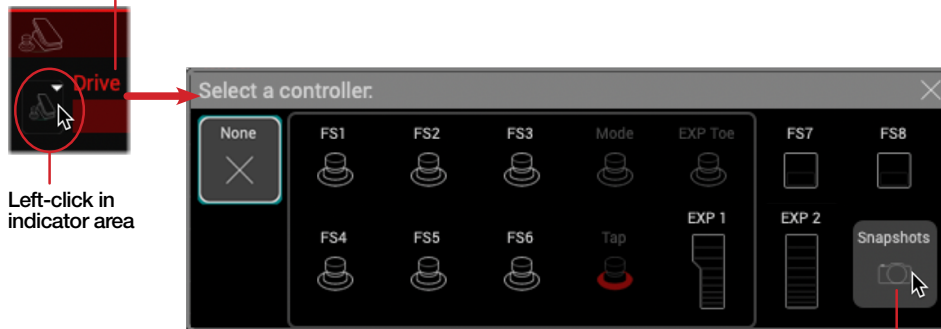 Drive
Select a controller:
None
FS1
FS2
FS3
Mode
EXP Toe
FS7
FS8
Left-click in
indicator area
FS4
FS5
FS6
Tap
EXP 1
EXP 2
Snapshots